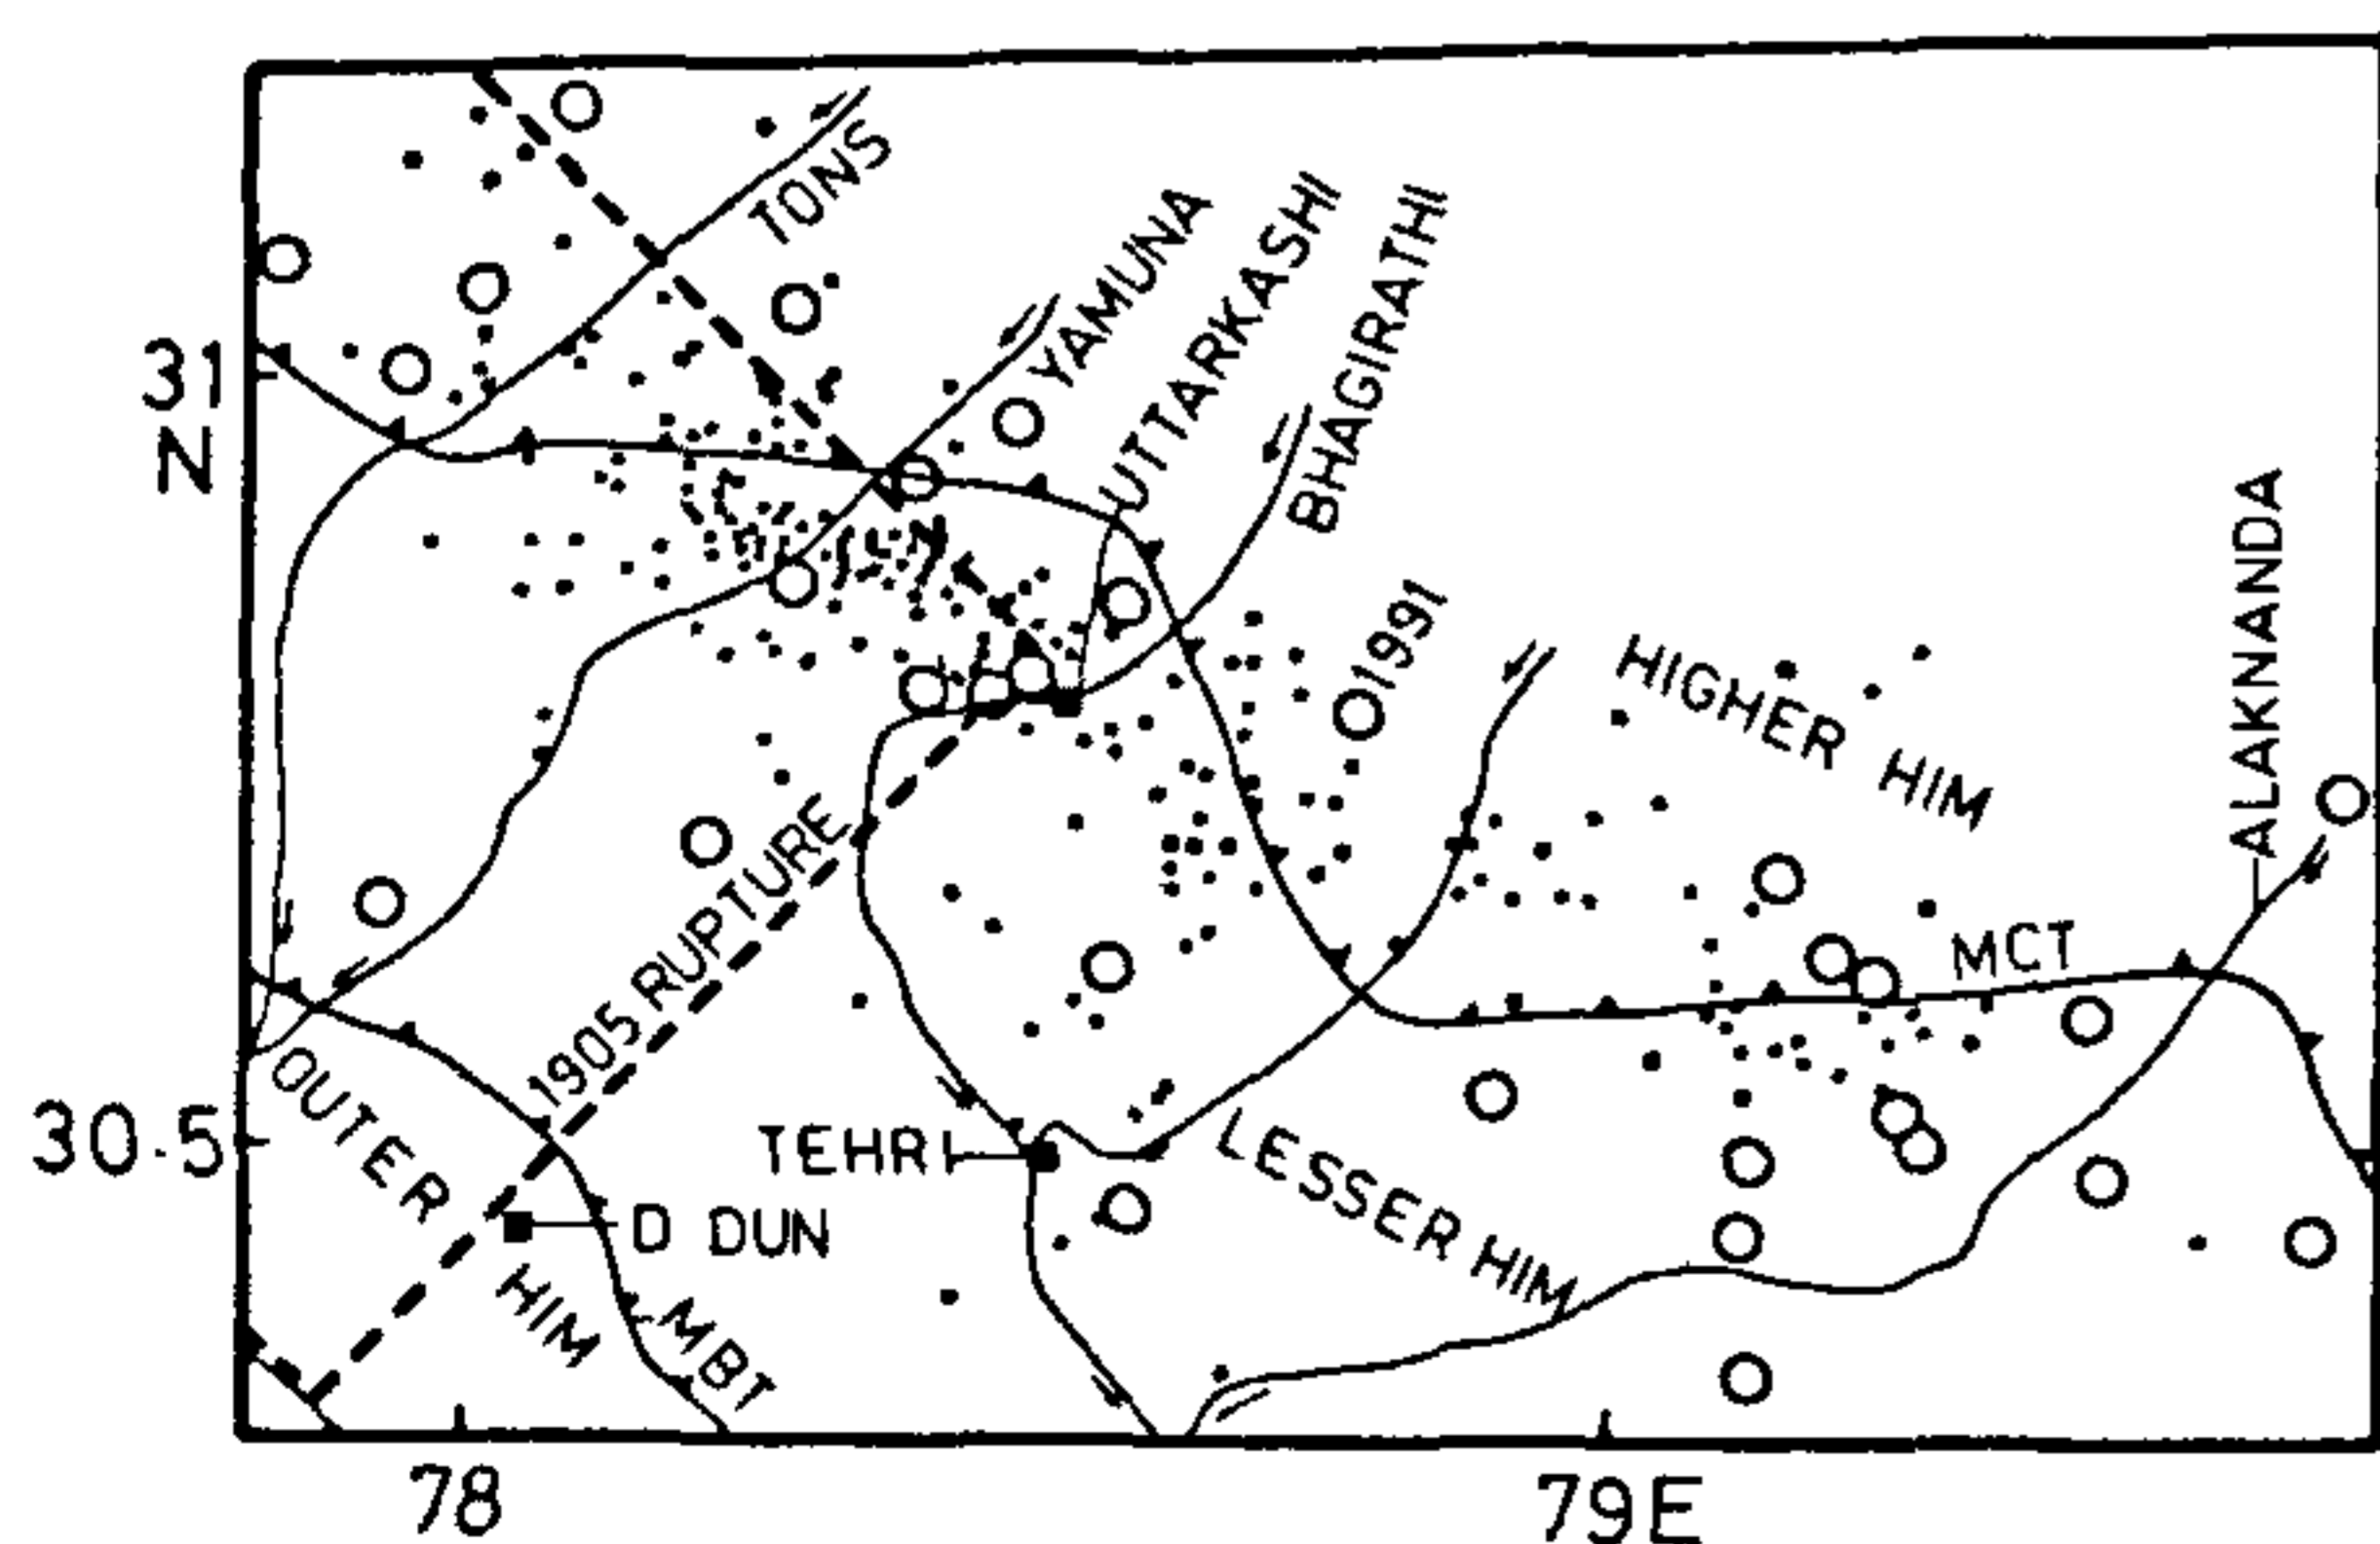 TONS
YAMUNA
UTTARKASHI
BHAGIRATHI
31
N
1991
HIGHER HIM
ALAKNANDA
1905 RUPTURE
MCT
OUTER HIM
30.5
TEHRI
LESSER HIM
D DUN
MBT
78
79E